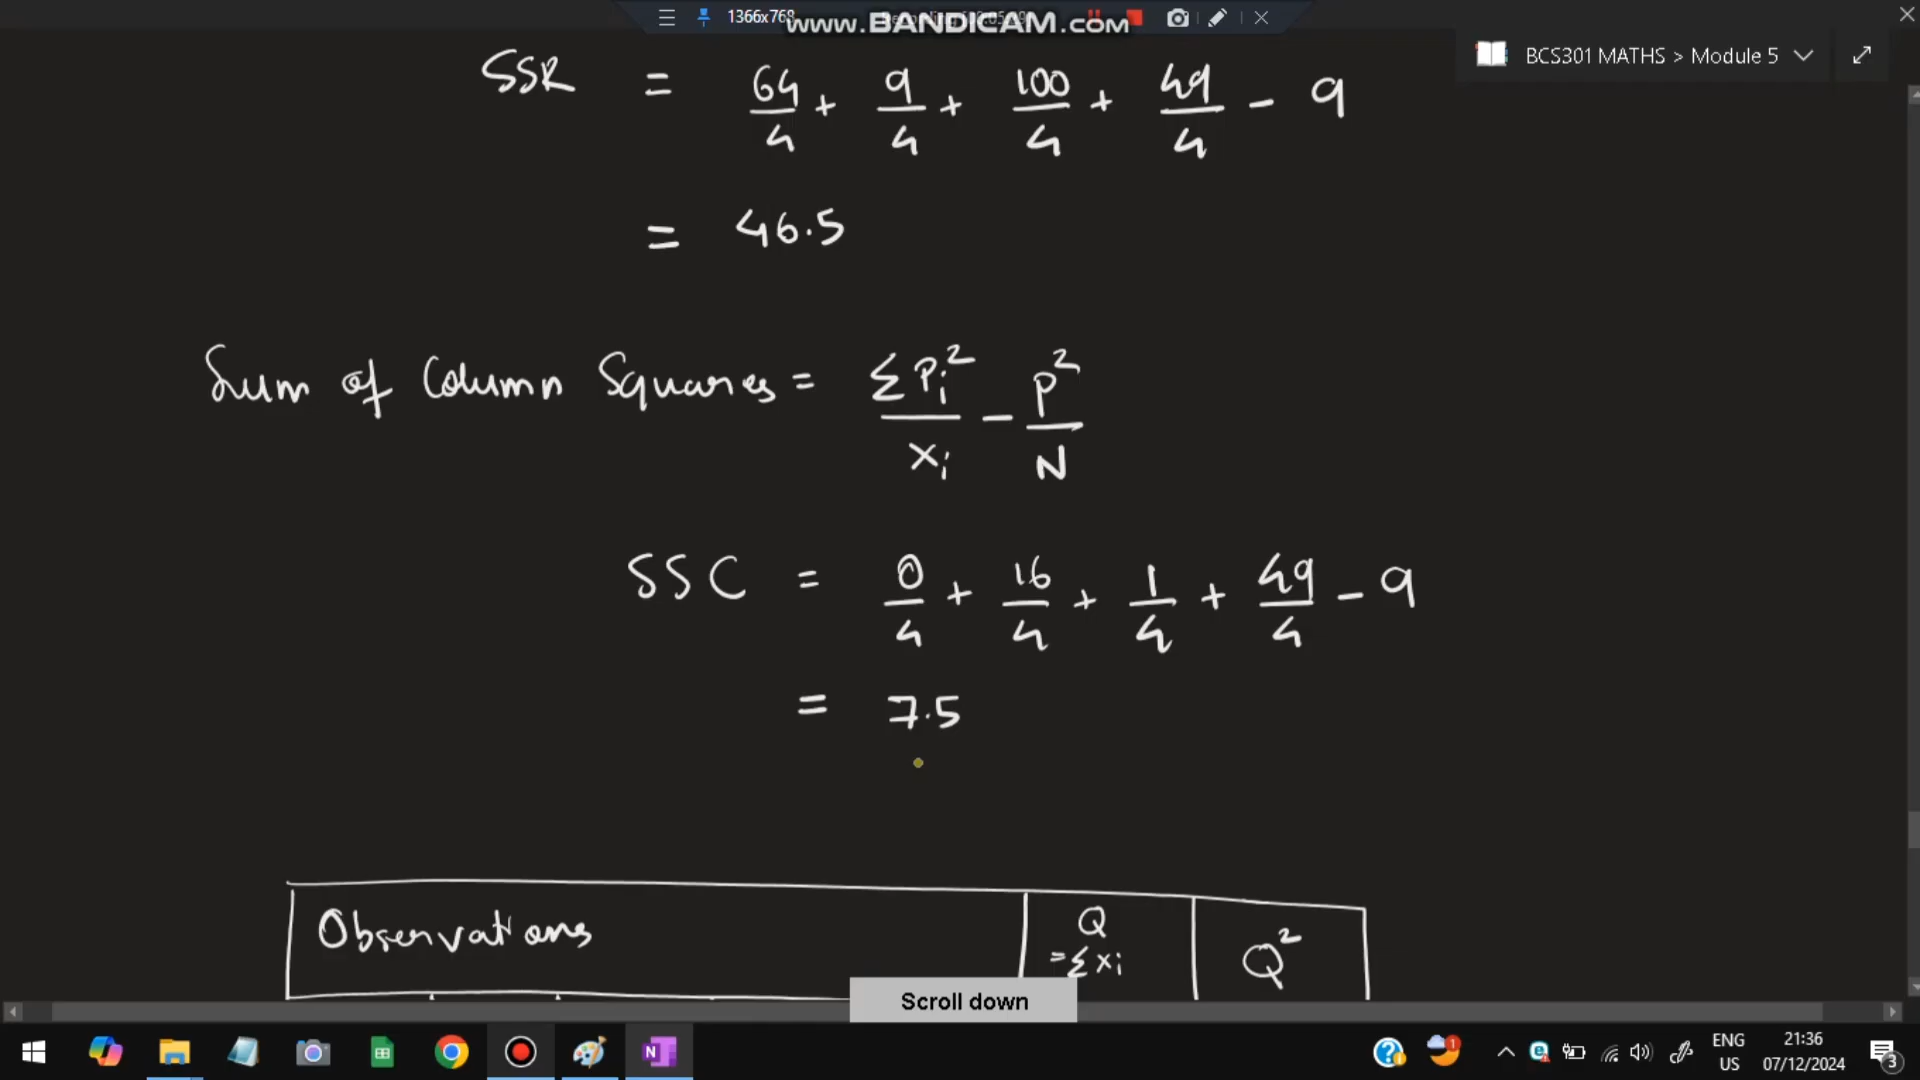 1366x768
www.BANDICAM.com
BCS301 MATHS > Module 5
SSR = 64/4 + 9/4 + 100/4 + 49/4 - 9
= 46.5
Sum of Column Squares = ΣPi²/xi - P²/N
SSC = 0/4 + 16/4 + 1/4 + 49/4 - 9
= 7.5
Observations
Q
=Σxi
Q²
Scroll down
ENG
US
21:36
07/12/2024
3